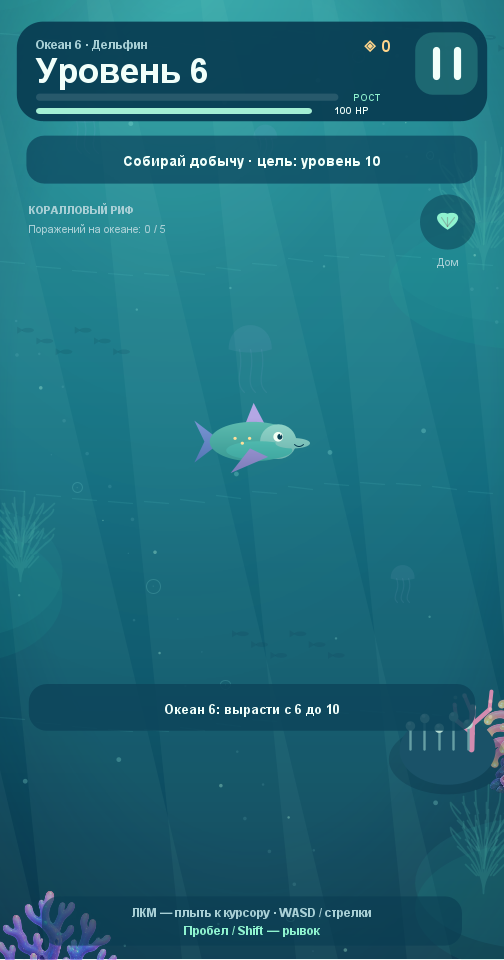 Океан 6 · Дельфин
0
Уровень 6
РОСТ
100 HP
Собирай добычу · цель: уровень 10
КОРАЛЛОВЫЙ РИФ
Поражений на океане: 0 / 5
Дом
Океан 6: вырасти с 6 до 10
ЛКМ — плыть к курсору · WASD / стрелки
Пробел / Shift — рывок